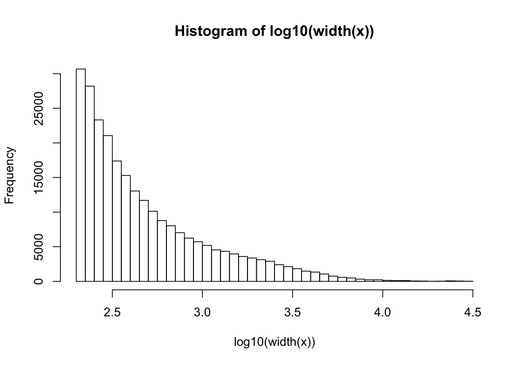 Histogram of log10(width(x))
Frequency
25000
15000
5000
0
2.5 3.0 3.5 4.0 4.5
log10(width(x))